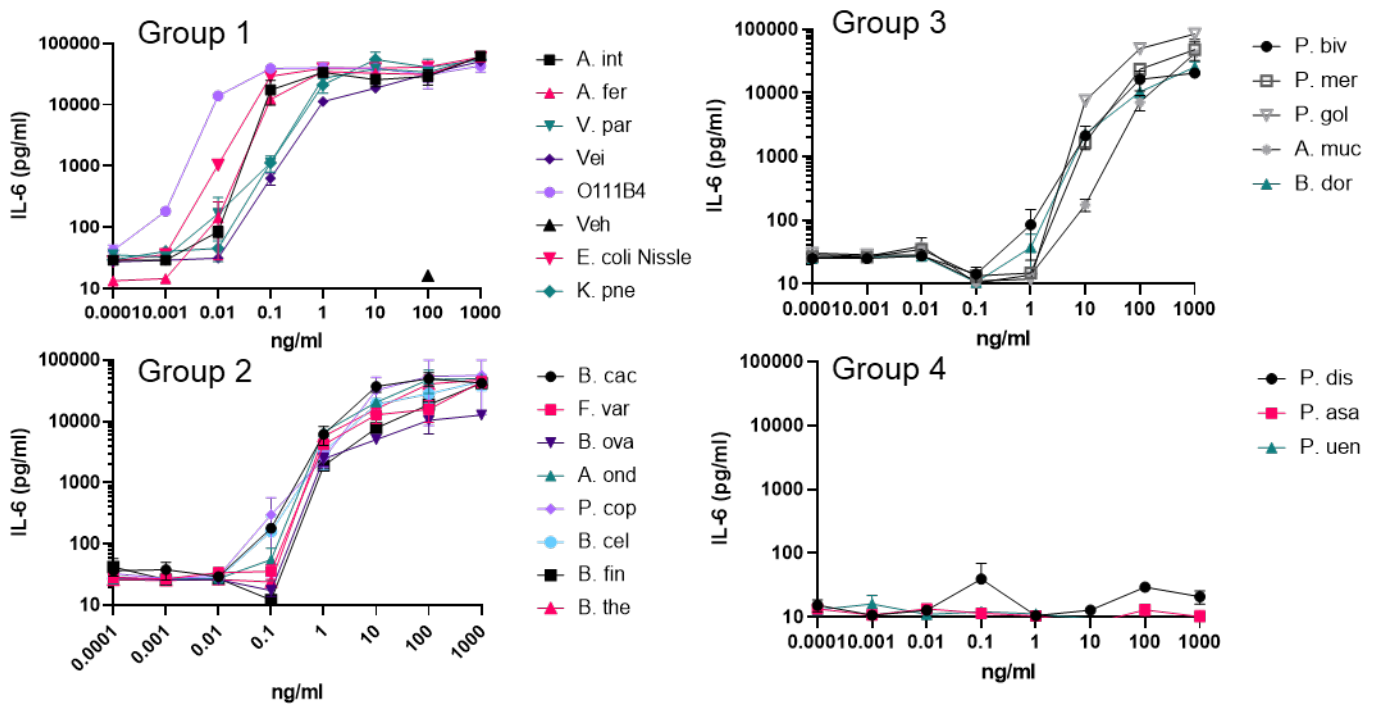 Group 1
IL-6 (pg/ml)
100000
10000
1000
100
10
0.0001 0.001 0.01 0.1 1 10 100 1000
ng/ml
A. int
A. fer
V. par
Vei
O111B4
Veh
E. coli Nissle
K. pne
Group 3
IL-6 (pg/ml)
100000
10000
1000
100
10
0.0001 0.001 0.01 0.1 1 10 100 1000
ng/ml
P. biv
P. mer
P. gol
A. muc
B. dor
Group 2
IL-6 (pg/ml)
100000
10000
1000
100
10
0.0001 0.001 0.01 0.1 1 10 100 1000
ng/ml
B. cac
F. var
B. ova
A. ond
P. cop
B. cel
B. fin
B. the
Group 4
IL-6 (pg/ml)
100000
10000
1000
100
10
0.0001 0.001 0.01 0.1 1 10 100 1000
ng/ml
P. dis
P. asa
P. uen